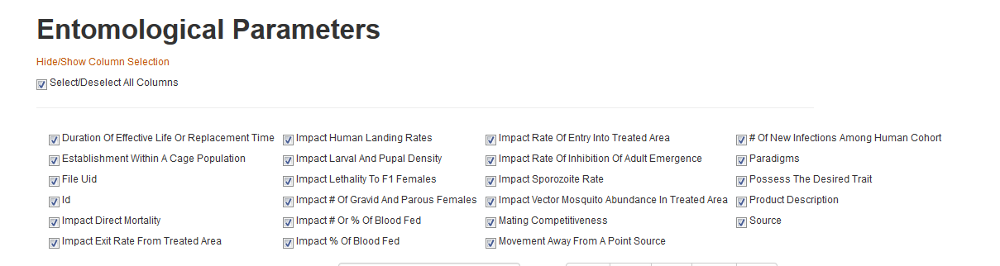 Entomological Parameters
Hide/Show Column Selection
Select/Deselect All Columns
Duration Of Effective Life Or Replacement Time
Establishment Within A Cage Population
File Uid
Id
Impact Direct Mortality
Impact Exit Rate From Treated Area
Impact Human Landing Rates
Impact Larval And Pupal Density
Impact Lethality To F1 Females
Impact # Of Gravid And Parous Females
Impact # Or % Of Blood Fed
Impact % Of Blood Fed
Impact Rate Of Entry Into Treated Area
Impact Rate Of Inhibition Of Adult Emergence
Impact Sporozoite Rate
Impact Vector Mosquito Abundance In Treated Area
Mating Competitiveness
Movement Away From A Point Source
# Of New Infections Among Human Cohort
Paradigms
Possess The Desired Trait
Product Description
Source